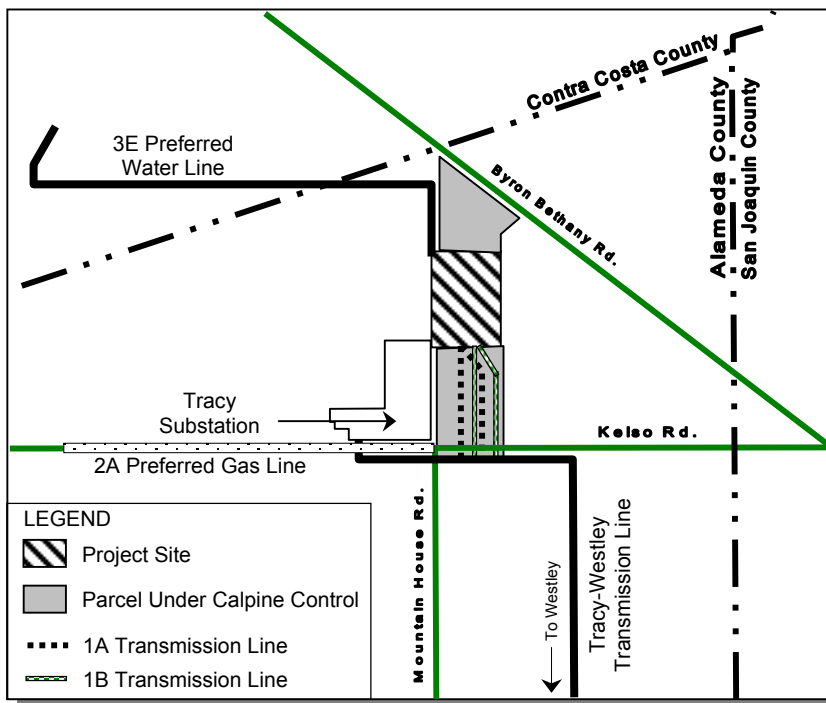 Contra Costa County
3E Preferred
Water Line
Byron Bethany Rd.
Alameda County
San Joaquin County
Tracy
Substation
Kelso Rd.
2A Preferred Gas Line
Mountain House Rd.
To Westley
Tracy-Westley
Transmission Line
LEGEND
Project Site
Parcel Under Calpine Control
1A Transmission Line
1B Transmission Line